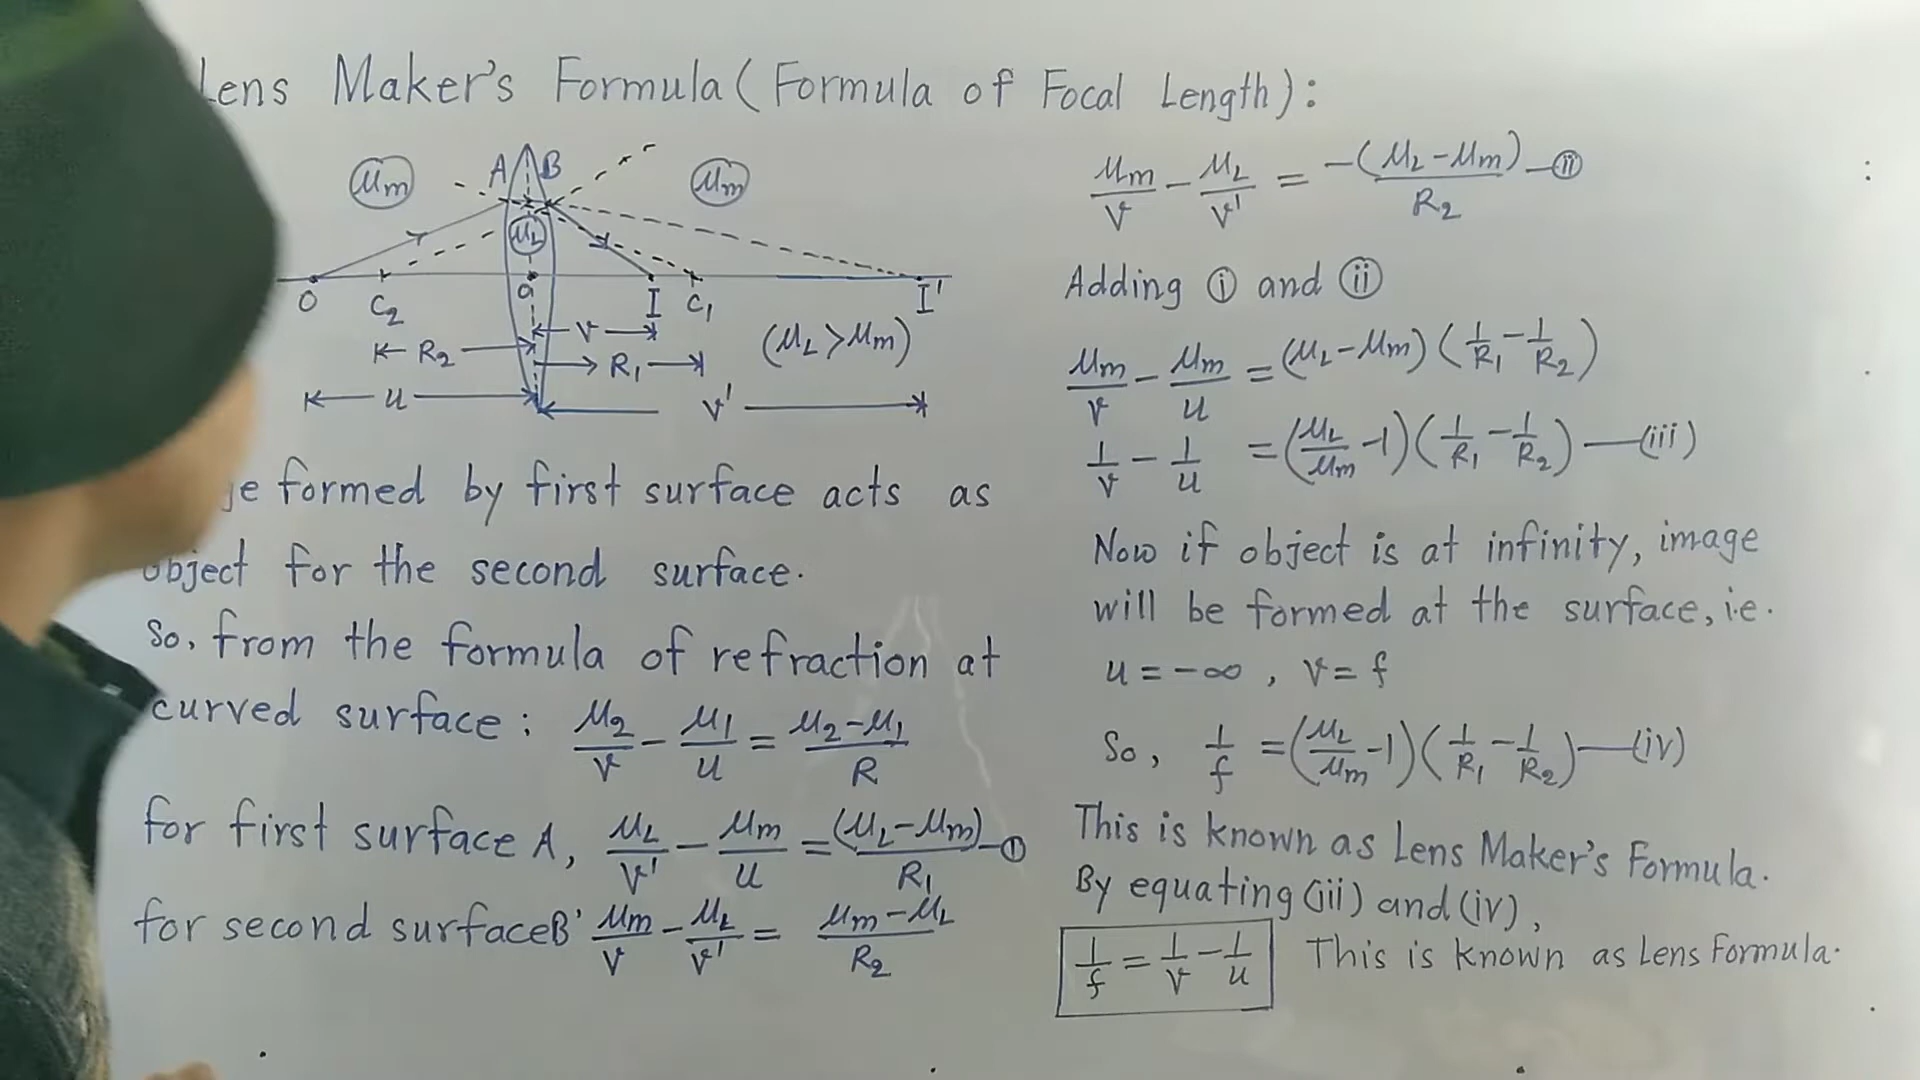 Lens Maker's Formula (Formula of Focal Length):
μm A B μm
μL
O C2 a I C1 I'
v
R2 R1 (μL > μm)
u v'
formed by first surface acts as
object for the second surface.
So, from the formula of refraction at
curved surface: μ2/v - μ1/u = μ2-μ1/R
for first surface A, μL/v' - μm/u = (μL-μm)/R1 —①
for second surface B' μm/v - μL/v' = μm-μL/R2
μm/v - μL/v' = -(μL-μm)/R2 —ⅱ
Adding ⓘ and ⅱ
μm/v - μm/u = (μL-μm)(1/R1 - 1/R2)
1/v - 1/u = (μL/μm -1)(1/R1 - 1/R2) —(iii)
Now if object is at infinity, image
will be formed at the surface, i.e.
u = -∞, v = f
So, 1/f = (μL/μm -1)(1/R1 - 1/R2) —(iv)
This is known as Lens Maker's Formula.
By equating (iii) and (iv),
1/f = 1/v - 1/u This is known as Lens Formula.